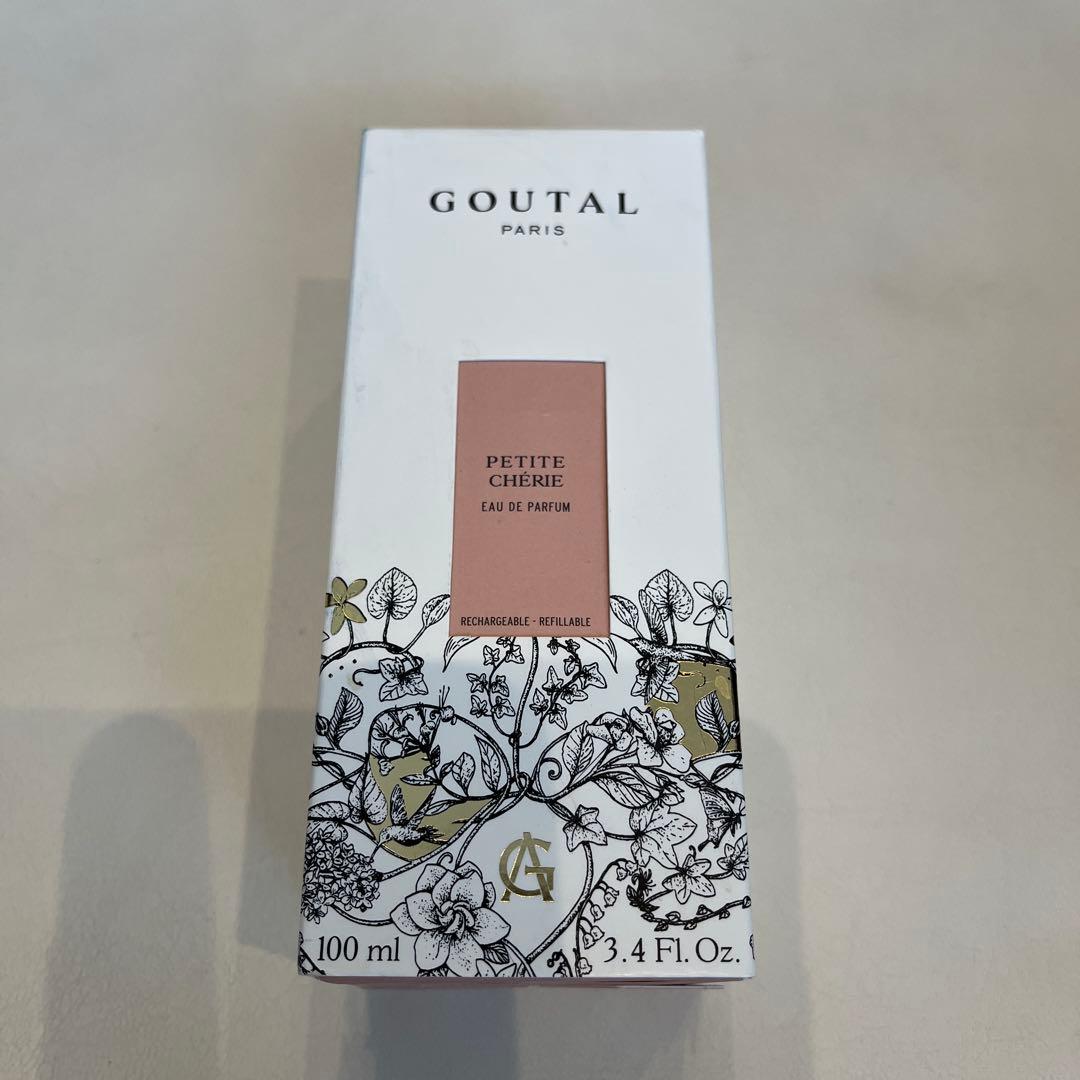 GOUTAL
PARIS
PETITE
CHÉRIE
EAU DE PARFUM
RECHARGEABLE - REFILLABLE
AG
100 ml
3.4 Fl. Oz.